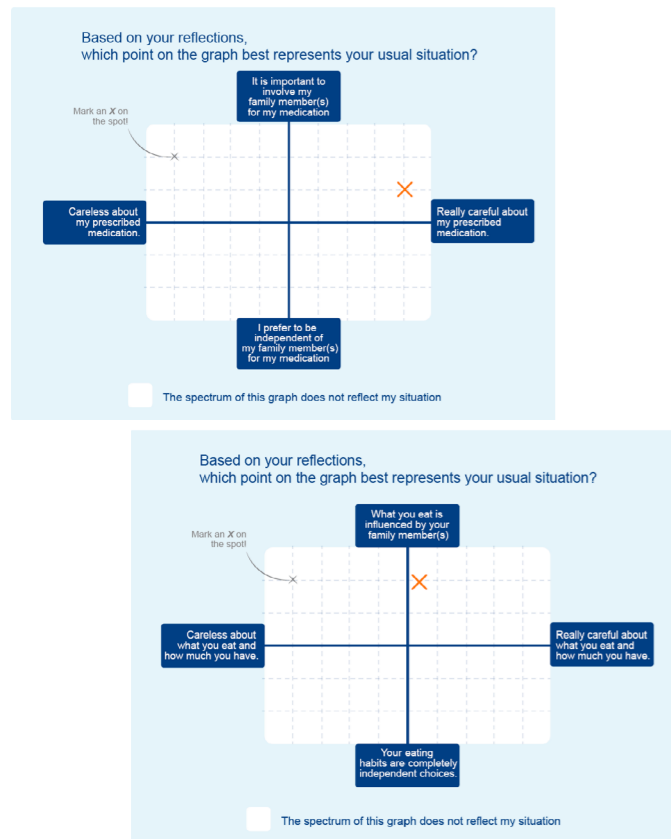 Based on your reflections,
which point on the graph best represents your usual situation?
It is important to
involve my
family member(s)
for my medication
Mark an X on
the spot!
Careless about
my prescribed
medication.
Really careful about
my prescribed
medication.
I prefer to be
independent of
my family member(s)
for my medication
The spectrum of this graph does not reflect my situation
Based on your reflections,
which point on the graph best represents your usual situation?
What you eat is
influenced by your
family member(s)
Mark an X on
the spot!
Careless about
what you eat and
how much you have.
Really careful about
what you eat and
how much you have.
Your eating
habits are completely
independent choices.
The spectrum of this graph does not reflect my situation